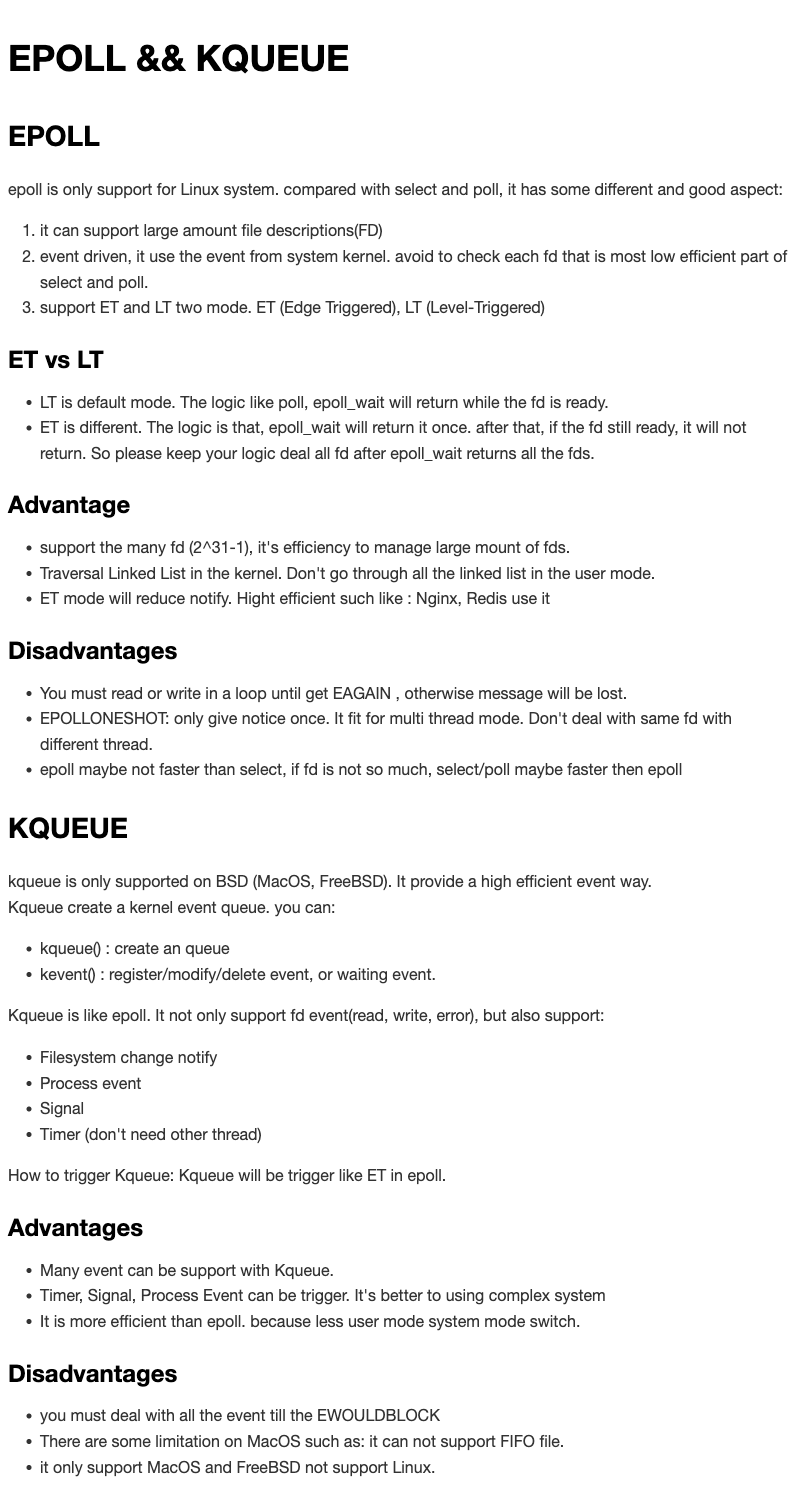 EPOLL && KQUEUE
EPOLL
epoll is only support for Linux system. compared with select and poll, it has some different and good aspect:
1. it can support large amount file descriptions(FD)
2. event driven, it use the event from system kernel. avoid to check each fd that is most low efficient part of
select and poll.
3. support ET and LT two mode. ET (Edge Triggered), LT (Level-Triggered)
ET vs LT
• LT is default mode. The logic like poll, epoll_wait will return while the fd is ready.
• ET is different. The logic is that, epoll_wait will return it once. after that, if the fd still ready, it will not
return. So please keep your logic deal all fd after epoll_wait returns all the fds.
Advantage
• support the many fd (2^31-1), it's efficiency to manage large mount of fds.
• Traversal Linked List in the kernel. Don't go through all the linked list in the user mode.
• ET mode will reduce notify. Hight efficient such like : Nginx, Redis use it
Disadvantages
• You must read or write in a loop until get EAGAIN , otherwise message will be lost.
• EPOLLONESHOT: only give notice once. It fit for multi thread mode. Don't deal with same fd with
different thread.
• epoll maybe not faster than select, if fd is not so much, select/poll maybe faster then epoll
KQUEUE
kqueue is only supported on BSD (MacOS, FreeBSD). It provide a high efficient event way.
Kqueue create a kernel event queue. you can:
• kqueue() : create an queue
• kevent() : register/modify/delete event, or waiting event.
Kqueue is like epoll. It not only support fd event(read, write, error), but also support:
• Filesystem change notify
• Process event
• Signal
• Timer (don't need other thread)
How to trigger Kqueue: Kqueue will be trigger like ET in epoll.
Advantages
• Many event can be support with Kqueue.
• Timer, Signal, Process Event can be trigger. It's better to using complex system
• It is more efficient than epoll. because less user mode system mode switch.
Disadvantages
• you must deal with all the event till the EWOULDBLOCK
• There are some limitation on MacOS such as: it can not support FIFO file.
• it only support MacOS and FreeBSD not support Linux.